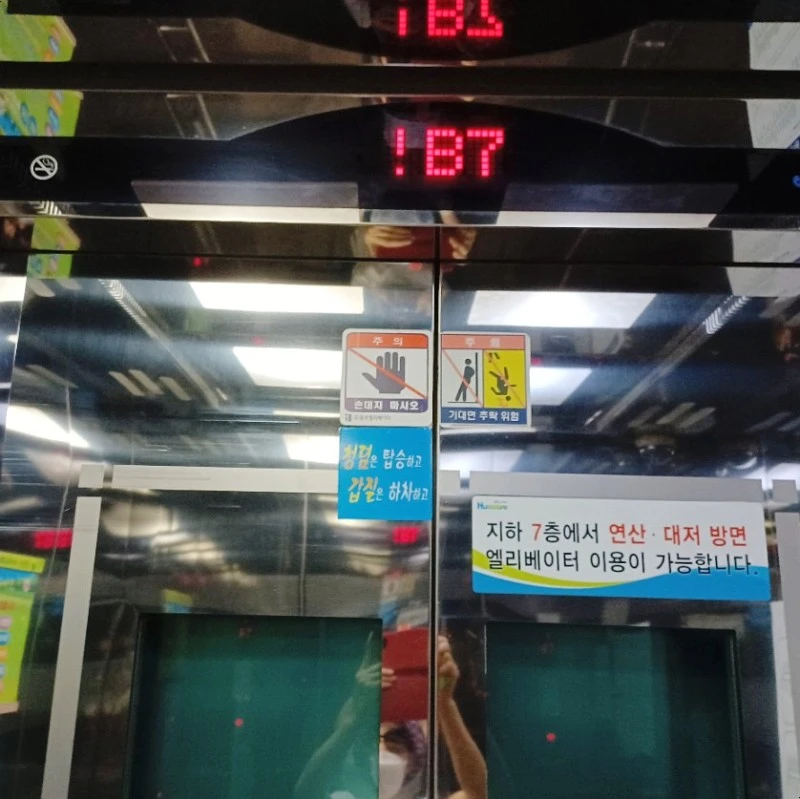 B7
주의
손대지 마시오
주의
기대면 추락 위험
청렴은 탑승하고
갑질은 하차하고
지하 7층에서 연산·대저 방면
엘리베이터 이용이 가능합니다.